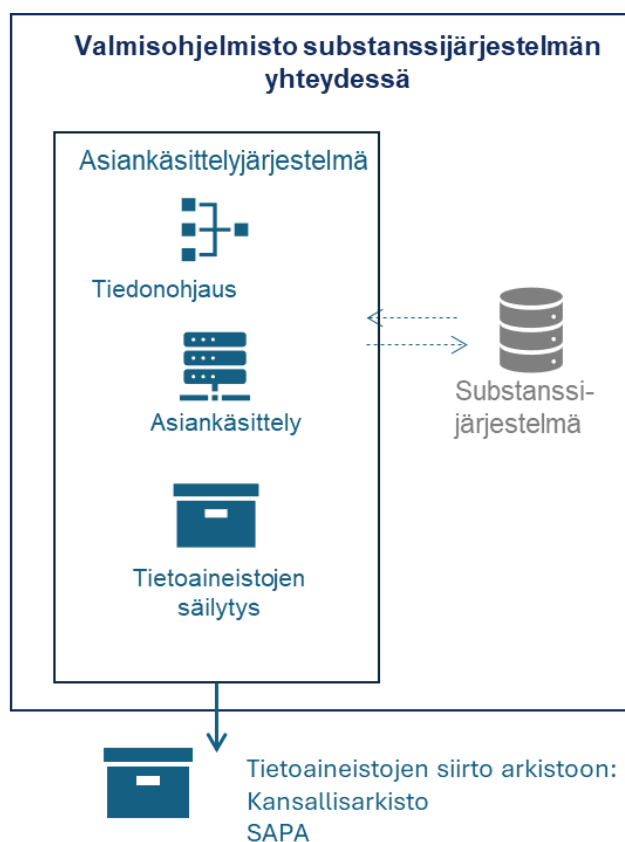 Valmisohjelmisto substanssijärjestelmän
yhteydessä
Asiankäsittelyjärjestelmä
Tiedonohjaus
Asiankäsittely
Tietoaineistojen
säilytys
Substanssi-
järjestelmä
Tietoaineistojen siirto arkistoon:
Kansallisarkisto
SAPA